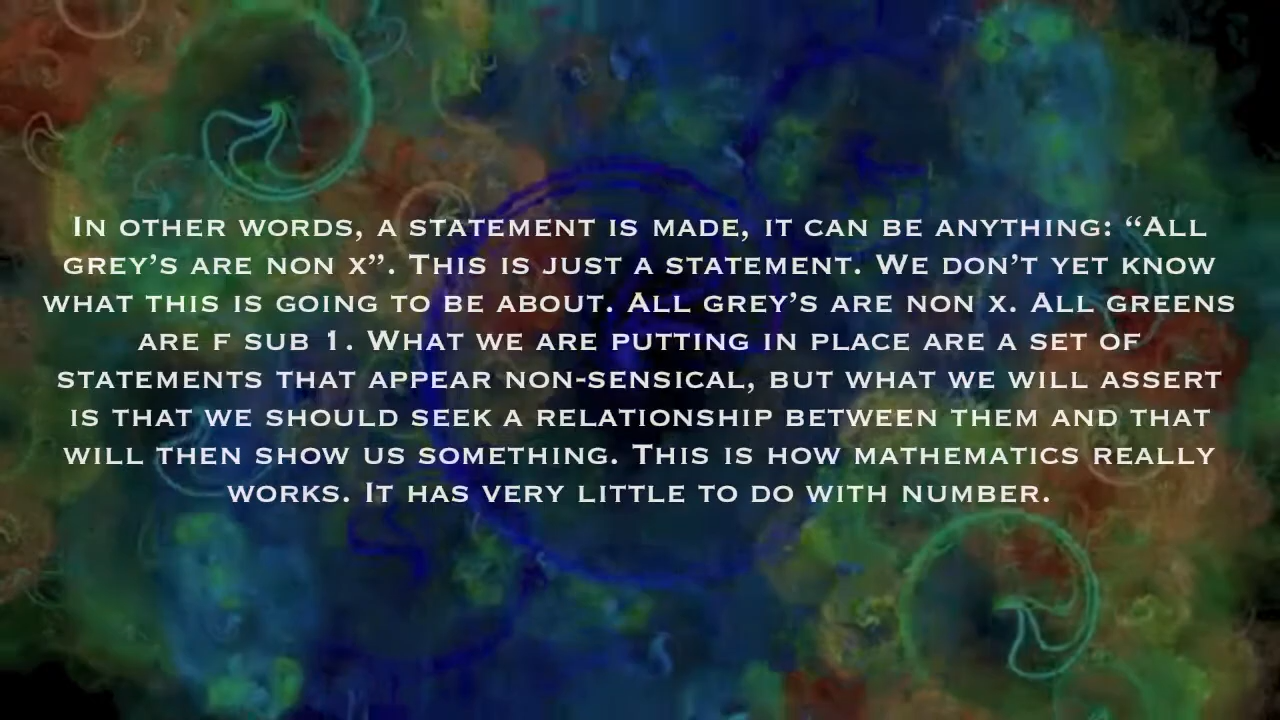 In other words, a statement is made, it can be anything: “All
grey’s are non x”. This is just a statement. We don’t yet know
what this is going to be about. All grey’s are non x. All greens
are f sub 1. What we are putting in place are a set of
statements that appear non-sensical, but what we will assert
is that we should seek a relationship between them and that
will then show us something. This is how mathematics really
works. It has very little to do with number.